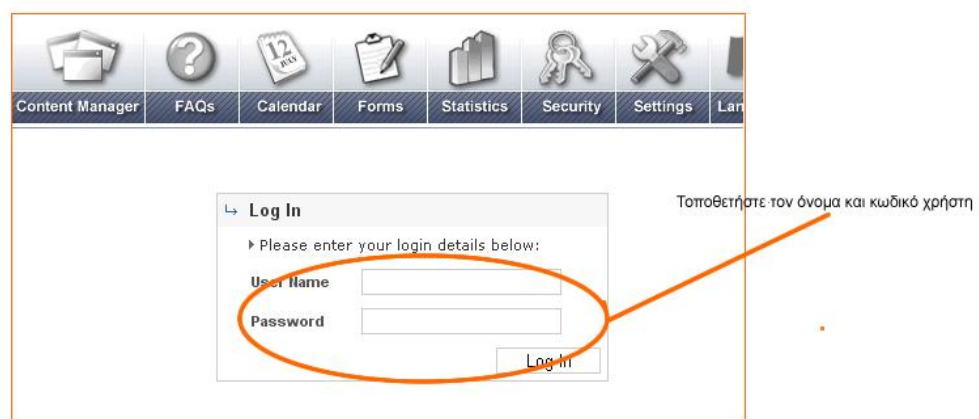 12
JULY
Content Manager FAQs Calendar Forms Statistics Security Settings Lan
Log In
Τοποθετήστε τον όνομα και κωδικό χρήστη
Please enter your login details below:
User Name
Password
Log In